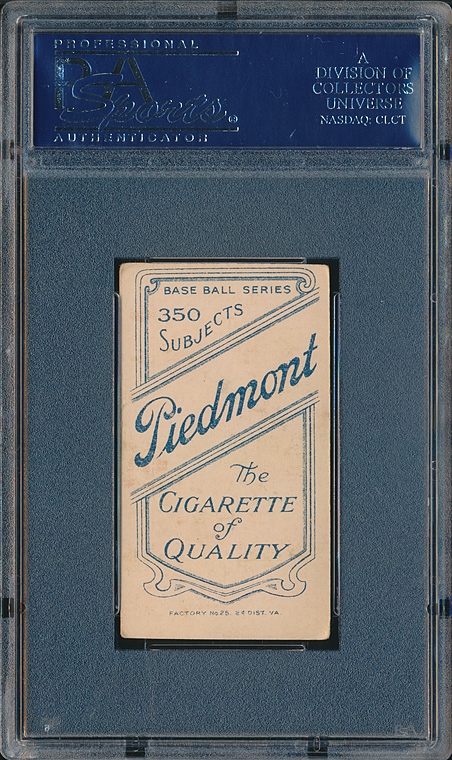 PROFESSIONAL
PSA
Sports®
AUTHENTICATOR
A
DIVISION OF
COLLECTORS
UNIVERSE
NASDAQ: CLCT
BASE BALL SERIES
350
SUBJECTS
Piedmont
The
CIGARETTE
of
QUALITY
FACTORY No 25. 2d DIST. VA.